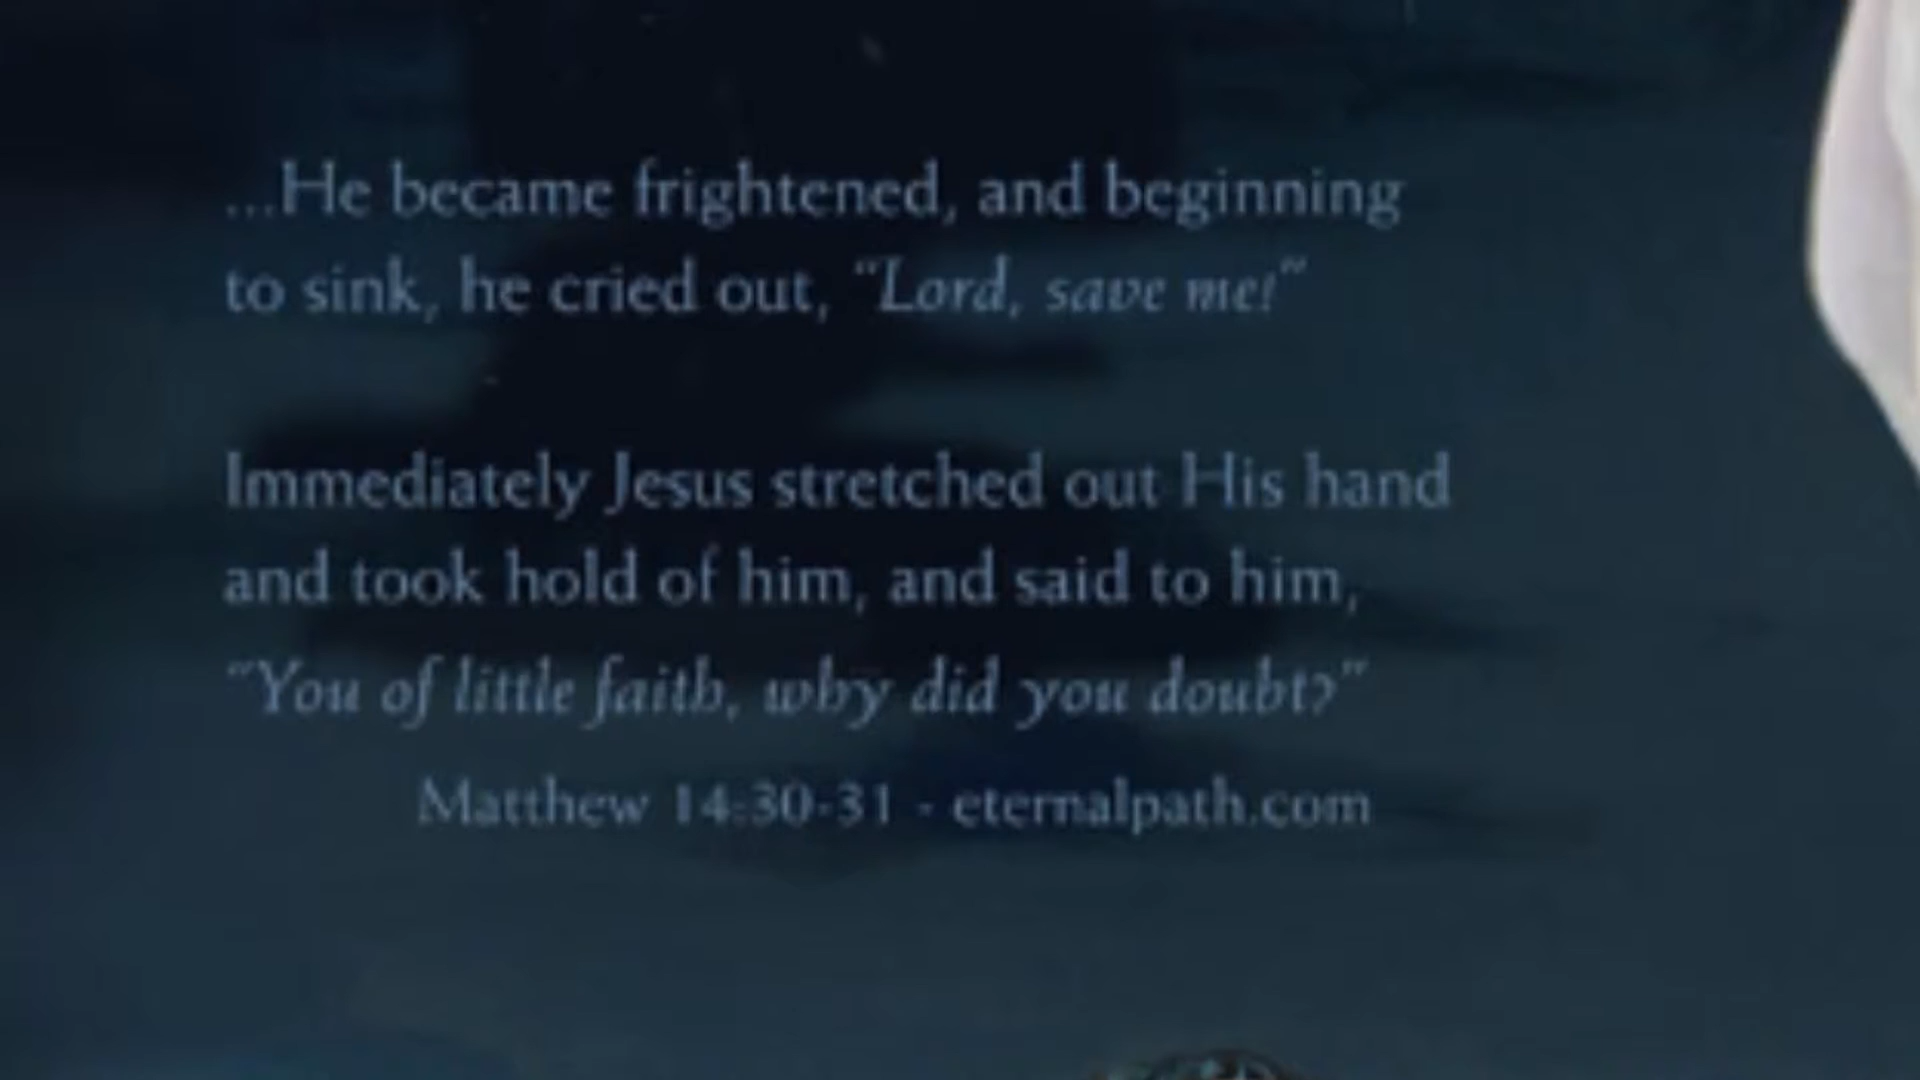 ...He became frightened, and beginning
to sink, he cried out, "Lord, save me!"
Immediately Jesus stretched out His hand
and took hold of him, and said to him,
"You of little faith, why did you doubt?"
Matthew 14:30-31 - eternalpath.com